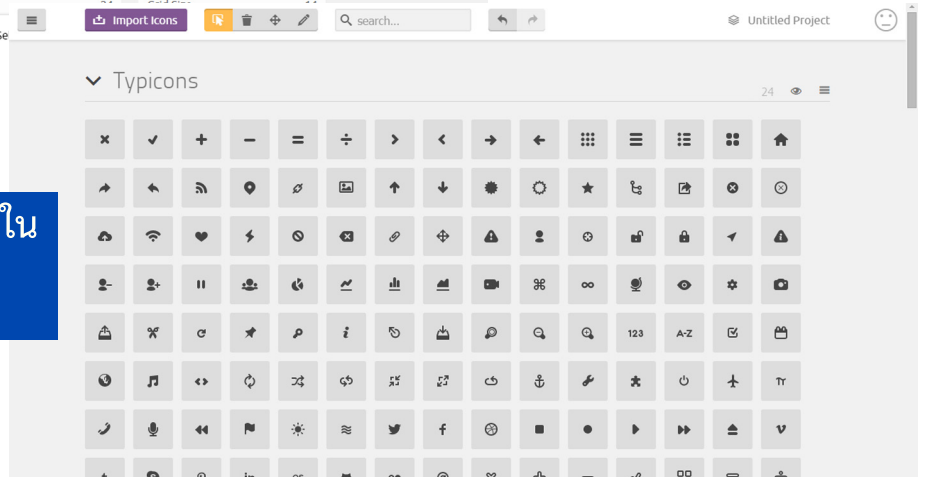 Import Icons
search...
Untitled Project
Typicons
24
ใน
123
A-Z